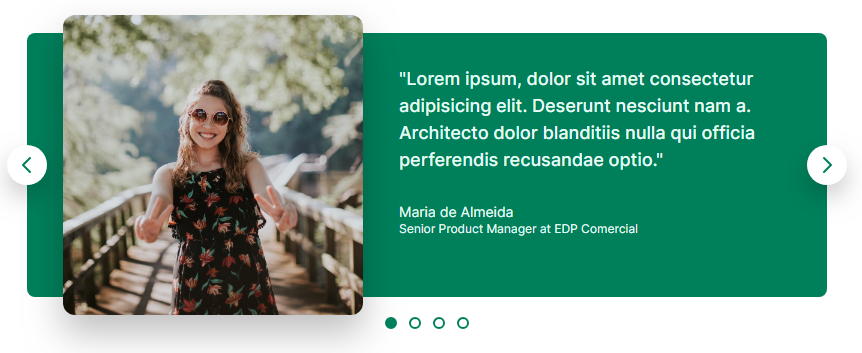 "Lorem ipsum, dolor sit amet consectetur
adipisicing elit. Deserunt nesciunt nam a.
Architecto dolor blanditiis nulla qui officia
perferendis recusandae optio."
Maria de Almeida
Senior Product Manager at EDP Comercial